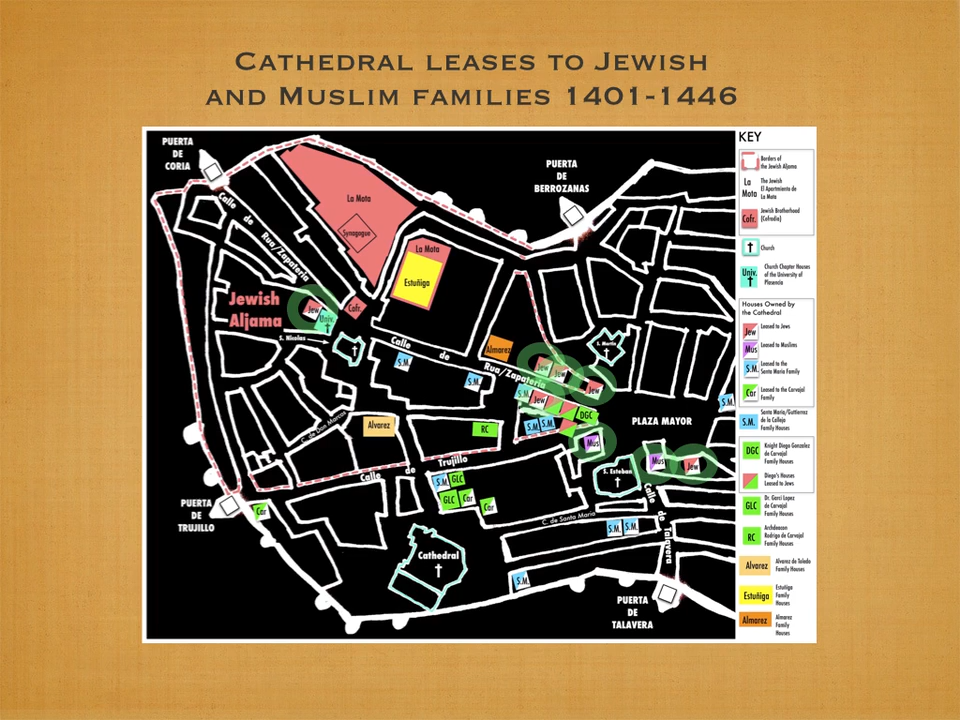 CATHEDRAL LEASES TO JEWISH
AND MUSLIM FAMILIES 1401-1446
PUERTA
DE
CORIA
PUERTA
DE
BERROZANAS
La Mota
Synagogue
Calle de Rua/Zapateria
La Mota
Estuñiga
Jewish
Aljama
Jew
Univ.
Cofr.
S. Nicolas
Calle de Rua/Zapateria
S.M.
S.M.
Almarez
S. Martin
Jew
Jew
Jew
S.M.
Jew
DGC
S.M.
S.M.
S.M.
PLAZA MAYOR
C. de Don Marcos
Alvarez
RC
Mus
Mus
Jew
S. Esteban
Calle de Trujillo
S.M.
GLC
GLC
Car
Car
PUERTA
DE
TRUJILLO
Car
C. de Santa Maria
S.M.
S.M.
Calle de Talavera
Cathedral
S.M.
PUERTA
DE
TALAVERA
KEY
Borders of
the Jewish Aljama
La
Mota
The Jewish
El Apartmiento de
La Mota
Cofr.
Jewish Brotherhood
(Cofradia)
Church
Univ.
Church Chapter Houses
of the University of
Plasencia
Houses Owned by
the Cathedral
Jew
Leased to Jews
Mus
Leased to Muslims
S.M.
Leased to the
Santa Maria Family
Car
Leased to the Carvajal
Family
S.M.
Santa Maria/Gutierrez
de la Calleja
Family Houses
DGC
Knight Diego Gonzalez
de Carvajal
Family Houses
Diego's Houses
Leased to Jews
GLC
Dr. Garci Lopez
de Carvajal
Family Houses
RC
Archdeacon
Rodrigo de Carvajal
Family Houses
Alvarez
Alvarez de Toledo
Family Houses
Estuñiga
Estuñiga
Family
Houses
Almarez
Almarez
Family
Houses